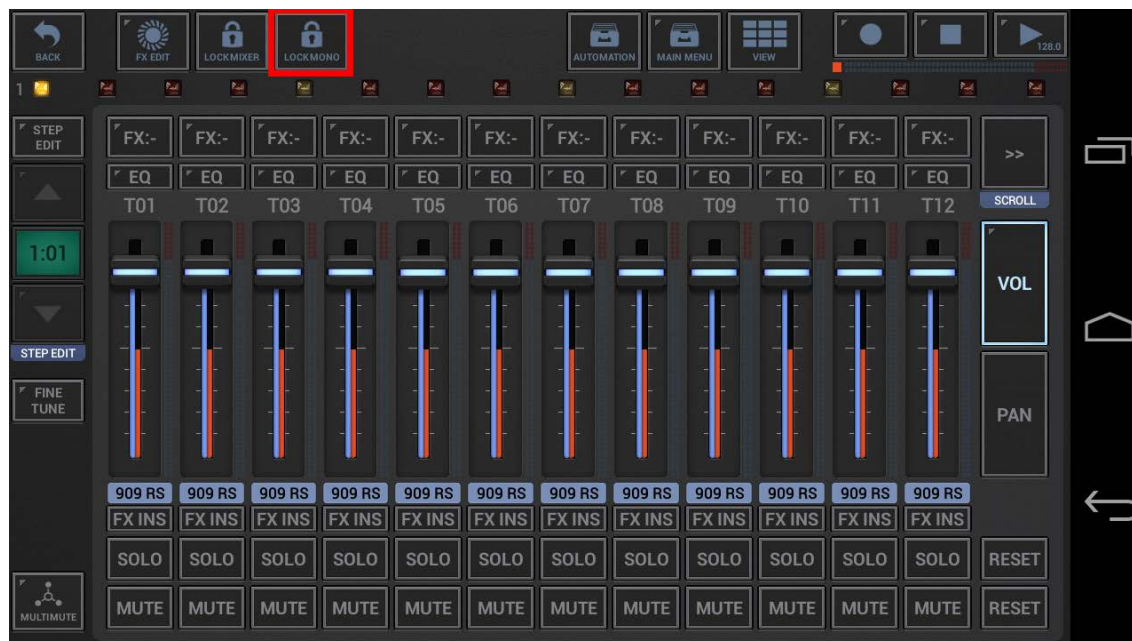 BACK
FX EDIT
LOCKMIXER
LOCKMONO
AUTOMATION
MAIN MENU
VIEW
128.0
1
STEP EDIT
FX:- FX:- FX:- FX:- FX:- FX:- FX:- FX:- FX:- FX:- FX:- FX:-
>>
EQ EQ EQ EQ EQ EQ EQ EQ EQ EQ EQ EQ
T01 T02 T03 T04 T05 T06 T07 T08 T09 T10 T11 T12
SCROLL
1:01
VOL
STEP EDIT
FINE TUNE
PAN
909 RS 909 RS 909 RS 909 RS 909 RS 909 RS 909 RS 909 RS 909 RS 909 RS 909 RS 909 RS
FX INS FX INS FX INS FX INS FX INS FX INS FX INS FX INS FX INS FX INS FX INS FX INS
SOLO SOLO SOLO SOLO SOLO SOLO SOLO SOLO SOLO SOLO SOLO SOLO RESET
MULTIMUTE
MUTE MUTE MUTE MUTE MUTE MUTE MUTE MUTE MUTE MUTE MUTE MUTE RESET